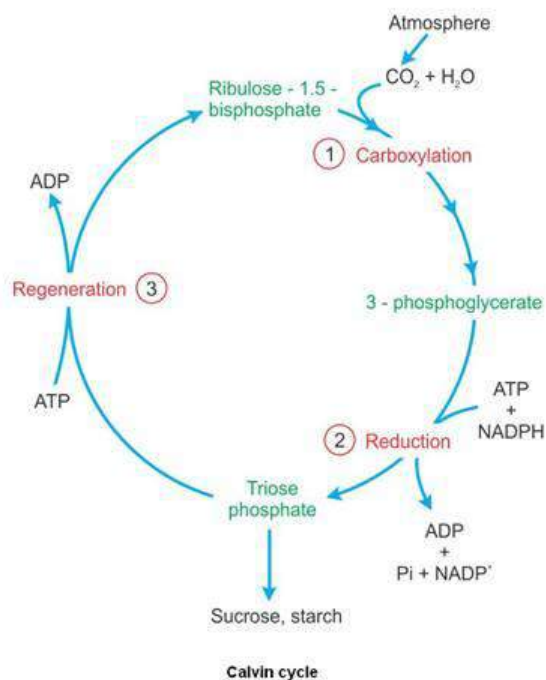 Atmosphere
CO₂ + H₂O
Ribulose - 1.5 -
bisphosphate
1 Carboxylation
ADP
Regeneration 3
3 - phosphoglycerate
ATP
ATP
+
NADPH
2 Reduction
Triose
phosphate
ADP
+
Pi + NADP⁺
Sucrose, starch
Calvin cycle